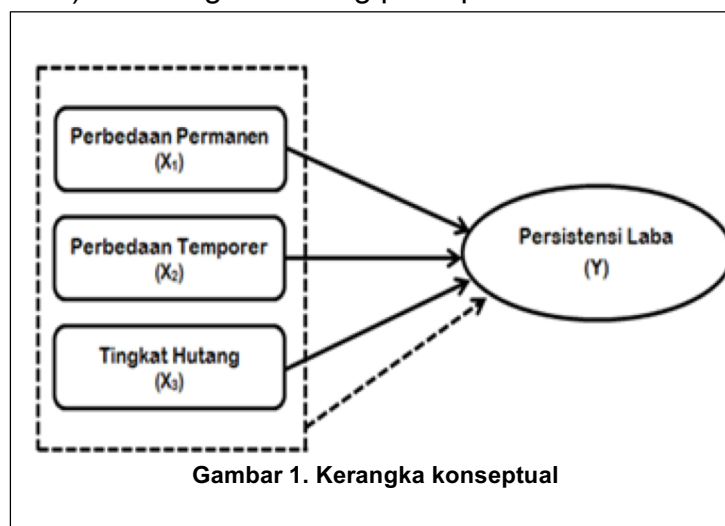 Perbedaan Permanen
(X₁)
Perbedaan Temporer
(X₂)
Tingkat Hutang
(X₃)
Persistensi Laba
(Y)
Gambar 1. Kerangka konseptual